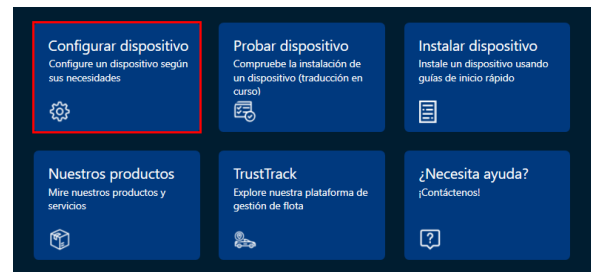 Configurar dispositivo
Configure un dispositivo según
sus necesidades
Probar dispositivo
Compruebe la instalación de
un dispositivo (traducción en
curso)
Instalar dispositivo
Instale un dispositivo usando
guías de inicio rápido
Nuestros productos
Mire nuestros productos y
servicios
TrustTrack
Explore nuestra plataforma de
gestión de flota
¿Necesita ayuda?
¡Contáctenos!